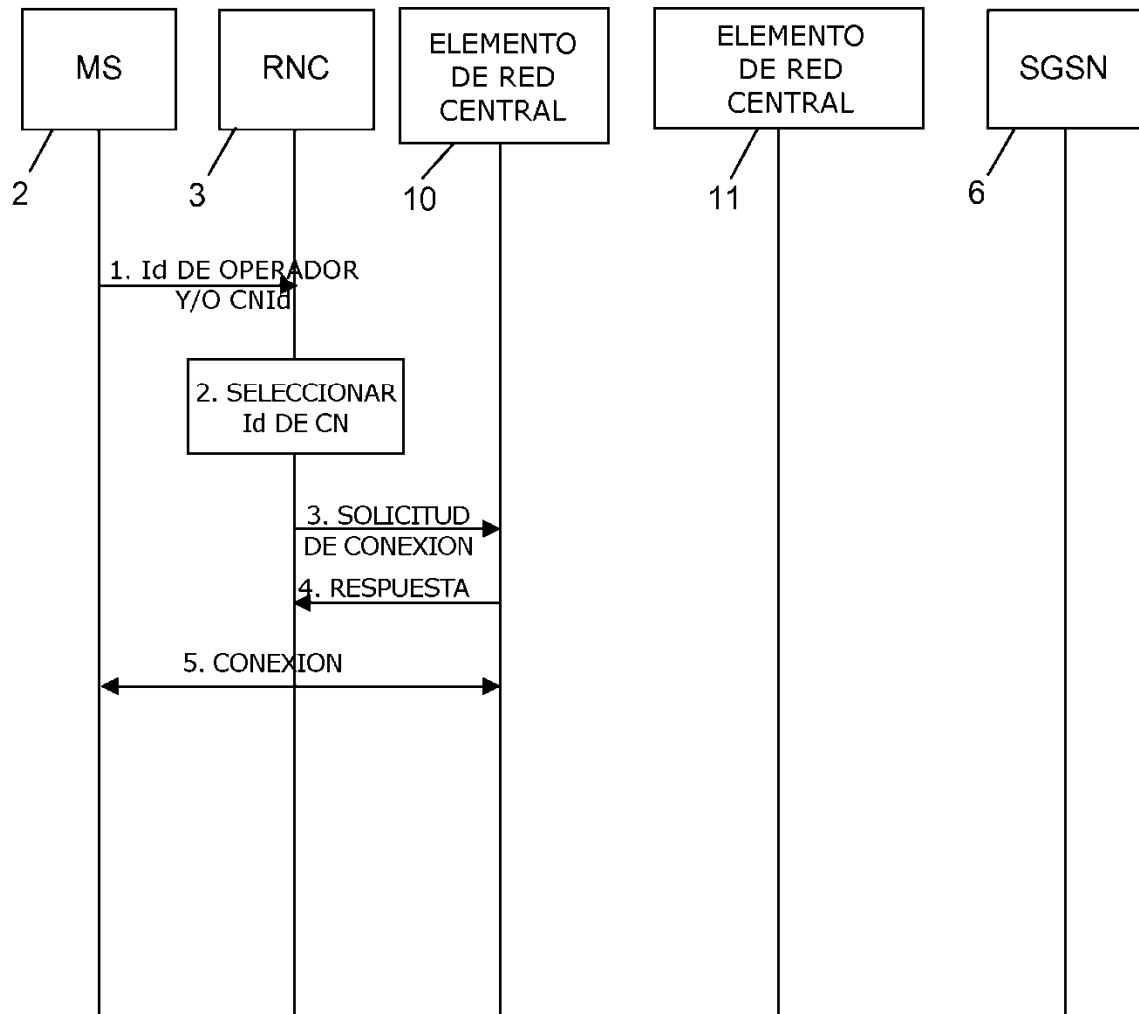 MS
RNC
ELEMENTO
DE RED
CENTRAL
ELEMENTO
DE RED
CENTRAL
SGSN
2
3
10
11
6
1. Id DE OPERADOR
Y/O CNId
2. SELECCIONAR
Id DE CN
3. SOLICITUD
DE CONEXION
4. RESPUESTA
5. CONEXION